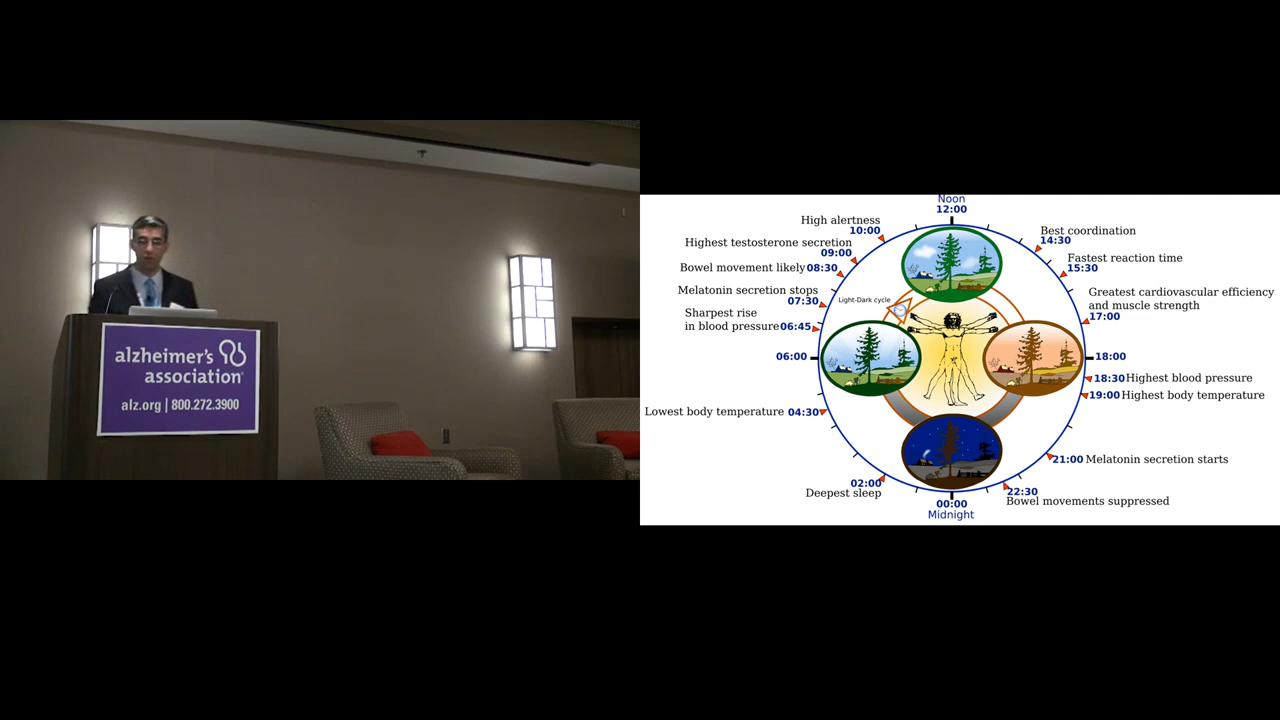 alzheimer's
association
alz.org | 800.272.3900
Noon
12:00
High alertness
10:00
Highest testosterone secretion
09:00
Bowel movement likely 08:30
Melatonin secretion stops
07:30
Sharpest rise
in blood pressure 06:45
06:00
Lowest body temperature 04:30
02:00
Deepest sleep
Light-Dark cycle
Best coordination
14:30
Fastest reaction time
15:30
Greatest cardiovascular efficiency
and muscle strength
17:00
18:00
18:30 Highest blood pressure
19:00 Highest body temperature
21:00 Melatonin secretion starts
22:30
Bowel movements suppressed
00:00
Midnight